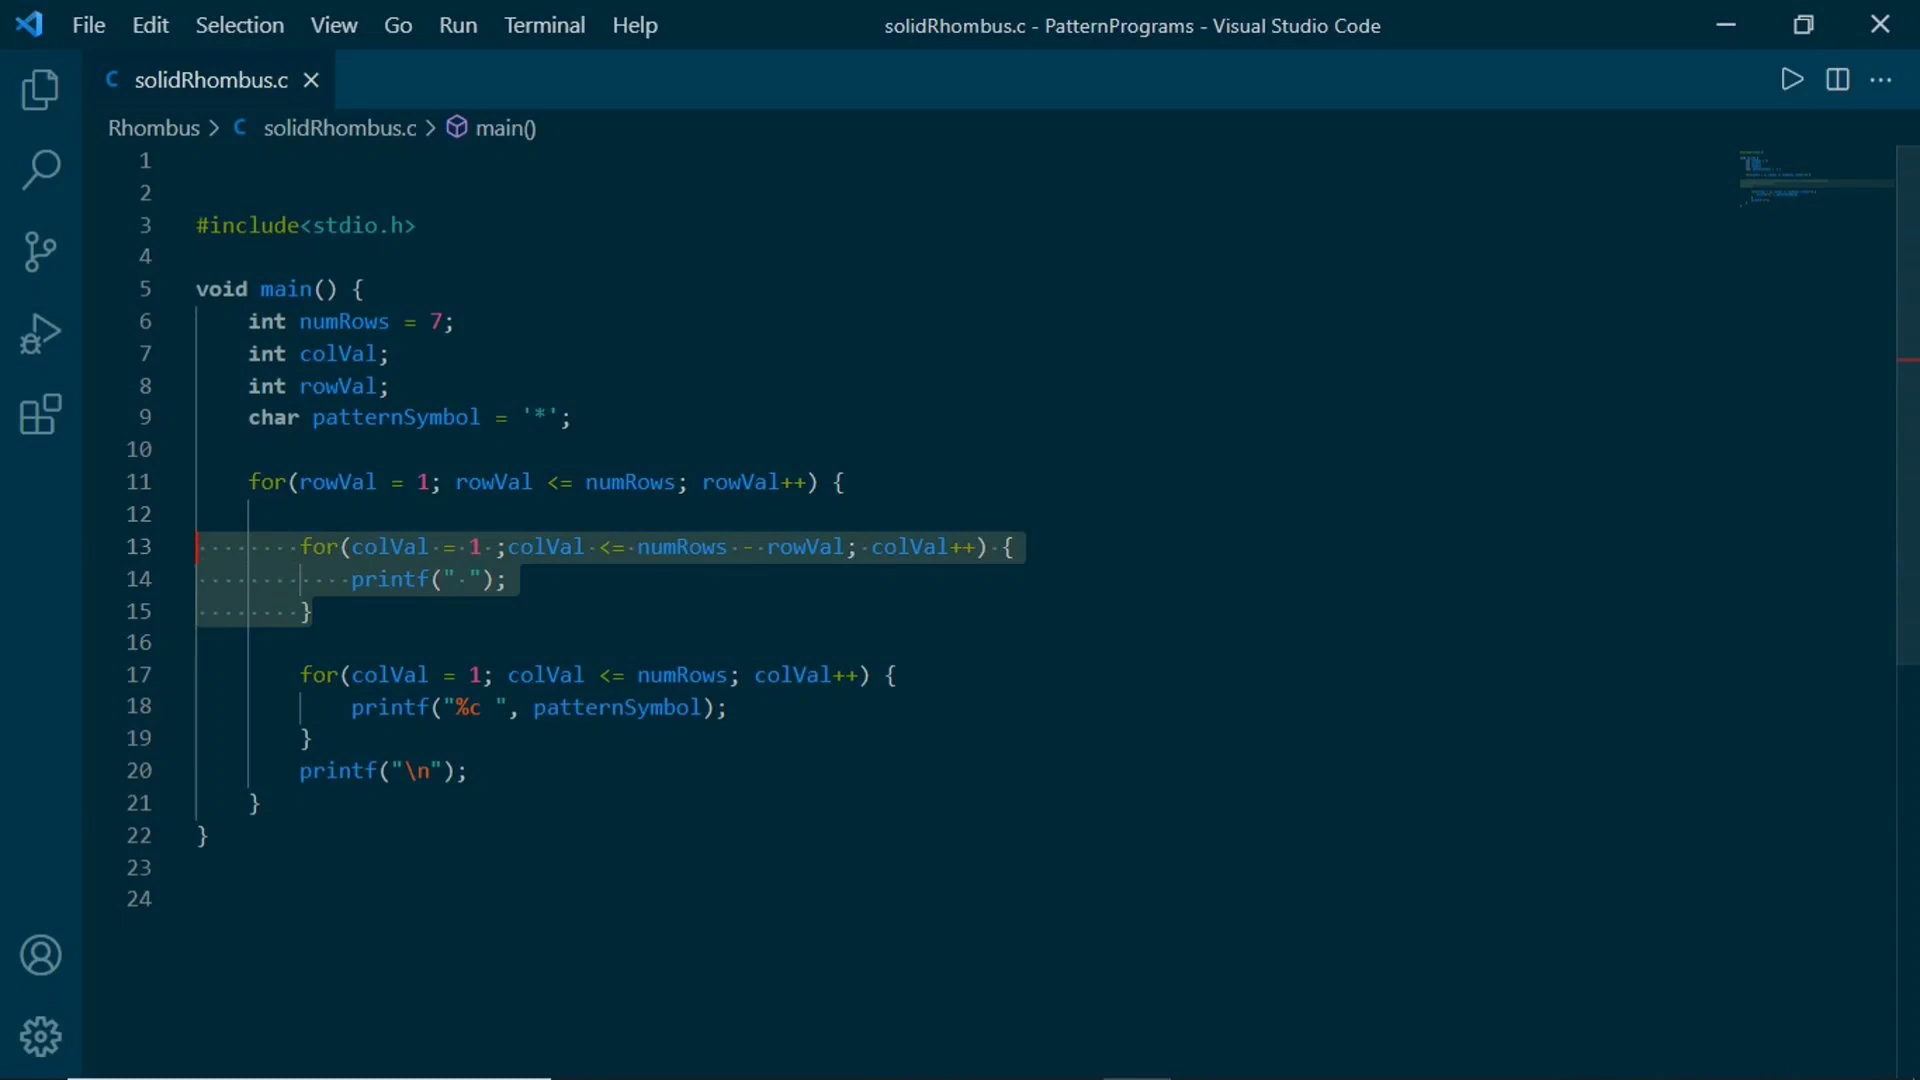 File Edit Selection View Go Run Terminal Help solidRhombus.c - PatternPrograms - Visual Studio Code
C solidRhombus.c
Rhombus > C solidRhombus.c > main()
1
2
3 #include<stdio.h>
4
5 void main() {
6 int numRows = 7;
7 int colVal;
8 int rowVal;
9 char patternSymbol = '*';
10
11 for(rowVal = 1; rowVal <= numRows; rowVal++) {
12
13 for(colVal = 1 ;colVal <= numRows - rowVal; colVal++) {
14 printf(" ");
15 }
16
17 for(colVal = 1; colVal <= numRows; colVal++) {
18 printf("%c ", patternSymbol);
19 }
20 printf("\n");
21 }
22 }
23
24